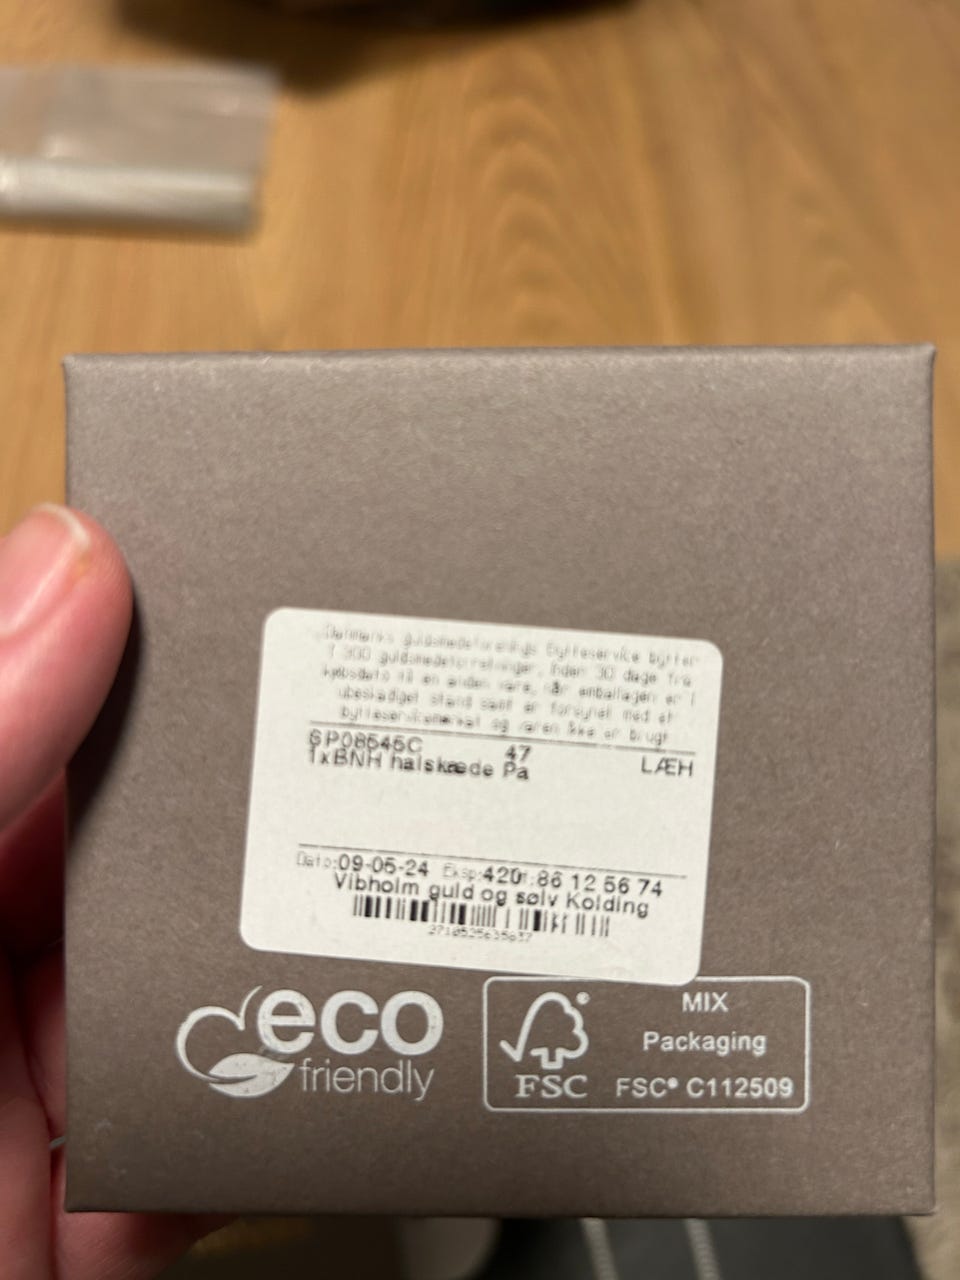 Danmarks guldsmedeforenings bytteservice bytter
i 300 guldsmedeforretninger, inden 30 dage fra
købsdato til en anden vare, når emballagen er i
ubeskadiget stand samt er forsynet med et
bytteservicemærkat og varen ikke er brugt
SP08545C 47 LÆH
1xBNH halskæde Pa
Dato:09-05-24 Eksp:420 :86 12 56 74
Vibholm guld og sølv Kolding
eco
friendly
FSC
MIX
Packaging
FSC® C112509